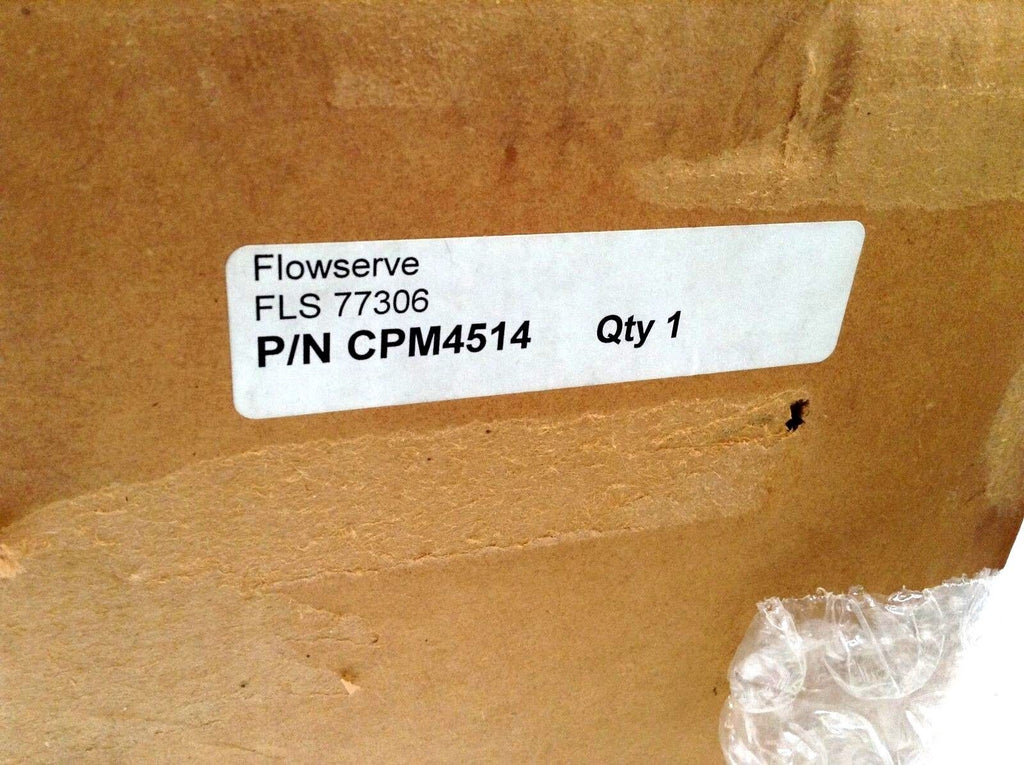 Flowserve
FLS 77306
P/N CPM4514 Qty 1